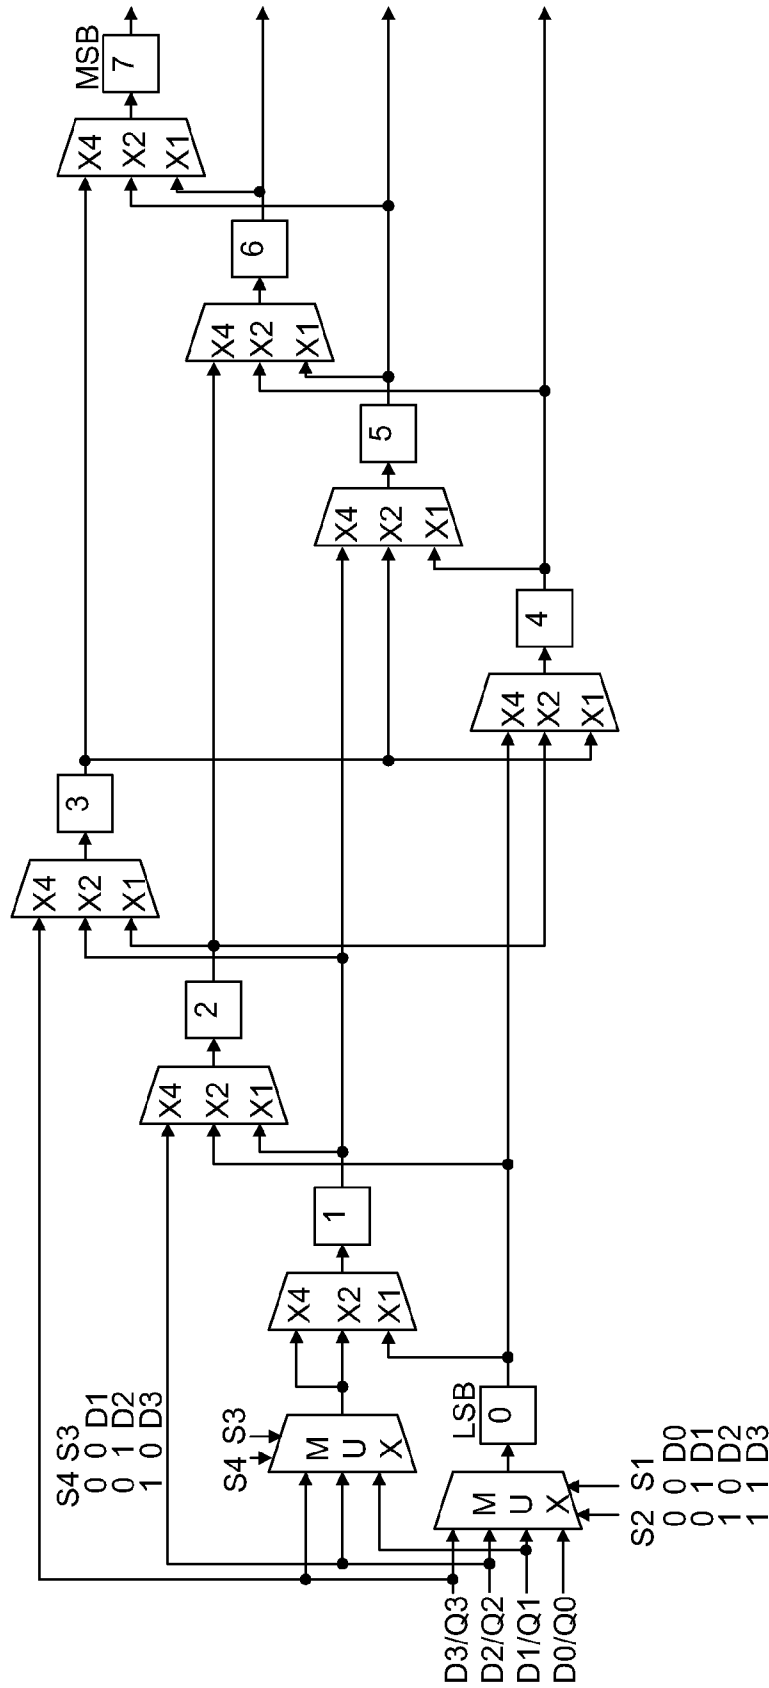 S4 S3
0 0 D1
0 1 D2
1 0 D3
X4
X2
X1
3
X4
X2
X1
MSB
7
X4
X2
X1
2
X4
X2
X1
6
S4 S3
M
U
X
X4
X2
X1
1
X4
X2
X1
5
D3/Q3
D2/Q2
D1/Q1
D0/Q0
M
U
X
LSB
0
X4
X2
X1
4
S2 S1
0 0 D0
0 1 D1
1 0 D2
1 1 D3